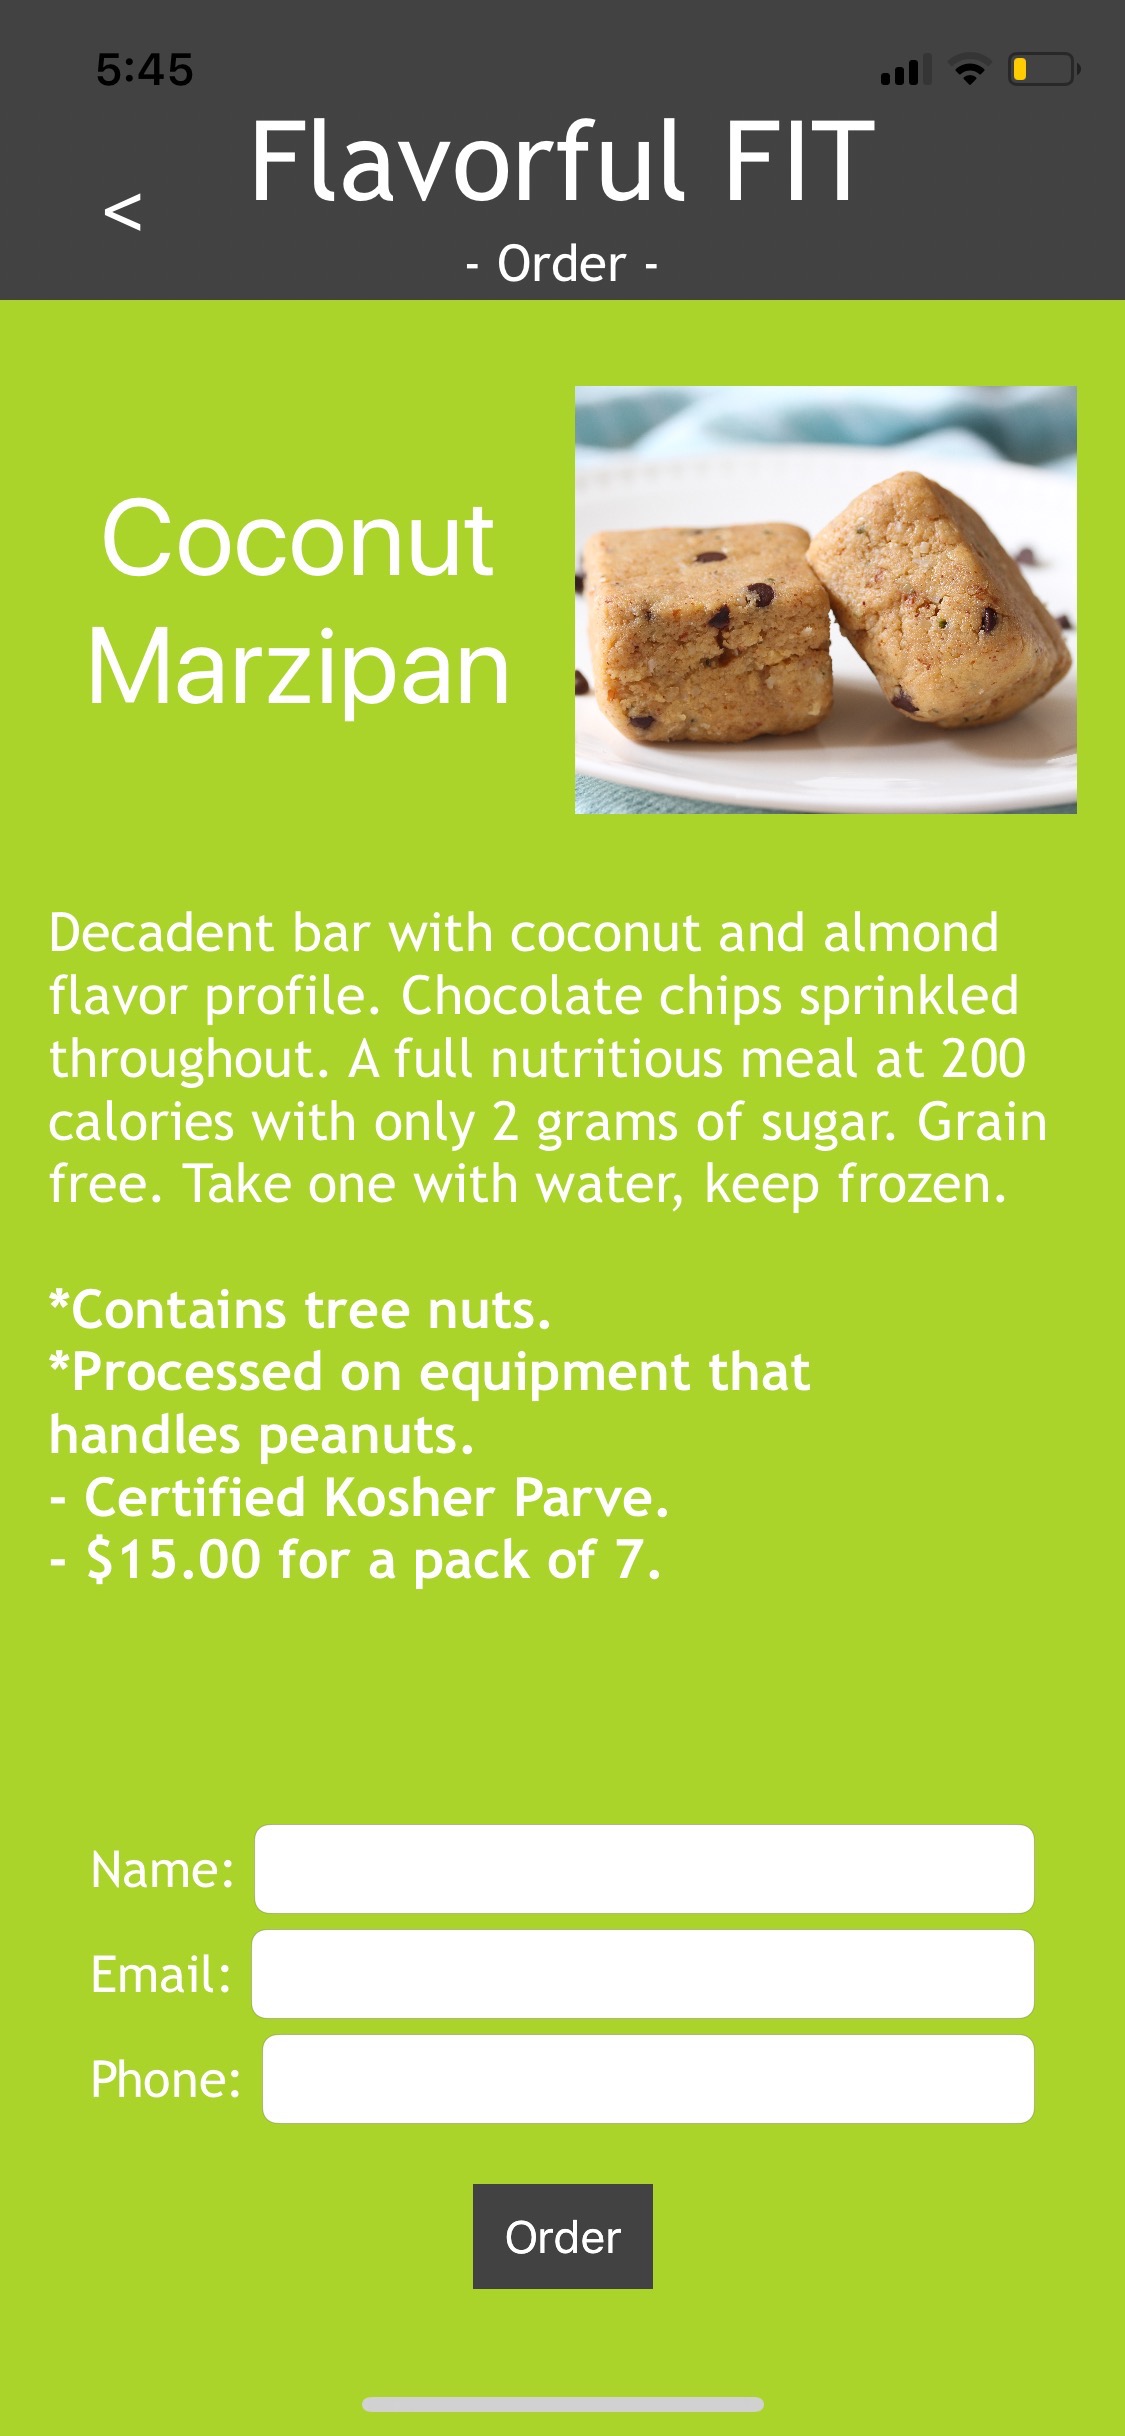 5:45
Flavorful FIT
<
- Order -
Coconut
Marzipan
Decadent bar with coconut and almond
flavor profile. Chocolate chips sprinkled
throughout. A full nutritious meal at 200
calories with only 2 grams of sugar. Grain
free. Take one with water, keep frozen.
*Contains tree nuts.
*Processed on equipment that
handles peanuts.
- Certified Kosher Parve.
- $15.00 for a pack of 7.
Name:
Email:
Phone:
Order